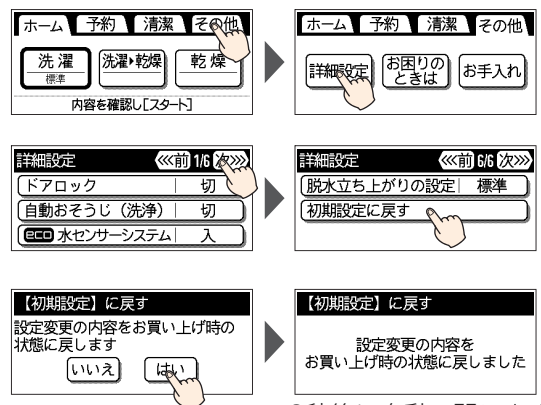 ホーム 予約 清潔 その他
洗濯 標準
洗濯▶乾燥
乾燥
内容を確認し[スタート]
ホーム 予約 清潔 その他
詳細設定
お困りの
ときは
お手入れ
詳細設定 <<<前 1/6 次>>>
ドアロック 切
自動おそうじ（洗浄） 切
eco 水センサーシステム 入
詳細設定 <<<前 6/6 次>>>
脱水立ち上がりの設定 標準
初期設定に戻す
【初期設定】に戻す
設定変更の内容をお買い上げ時の
状態に戻します
いいえ はい
【初期設定】に戻す
設定変更の内容を
お買い上げ時の状態に戻しました